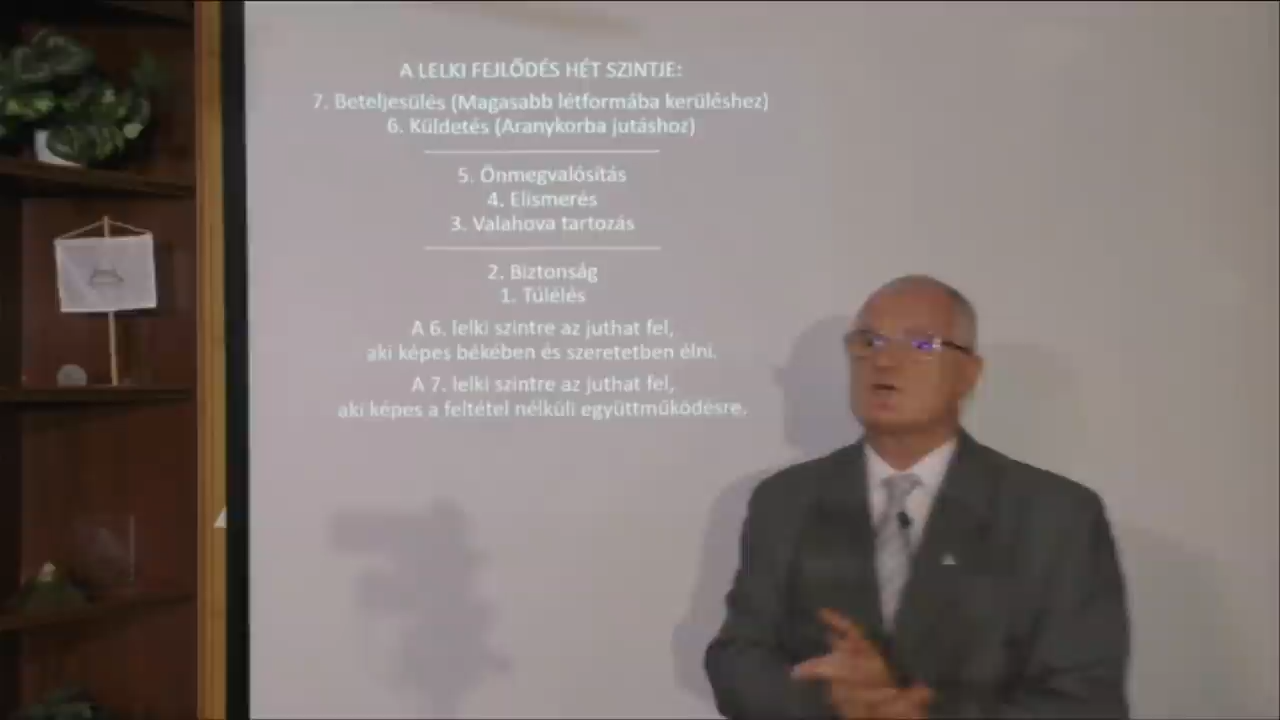 A LELKI FEJLŐDÉS HÉT SZINTJE:
7. Beteljesülés (Magasabb létformába kerüléshez)
6. Küldetés (Aranykorba jutáshoz)
5. Önmegvalósítás
4. Elismerés
3. Valahova tartozás
2. Biztonság
1. Túlélés
A 6. lelki szintre az juthat fel,
aki képes békében és szeretetben élni.
A 7. lelki szintre az juthat fel,
aki képes a feltétel nélküli együttműködésre.